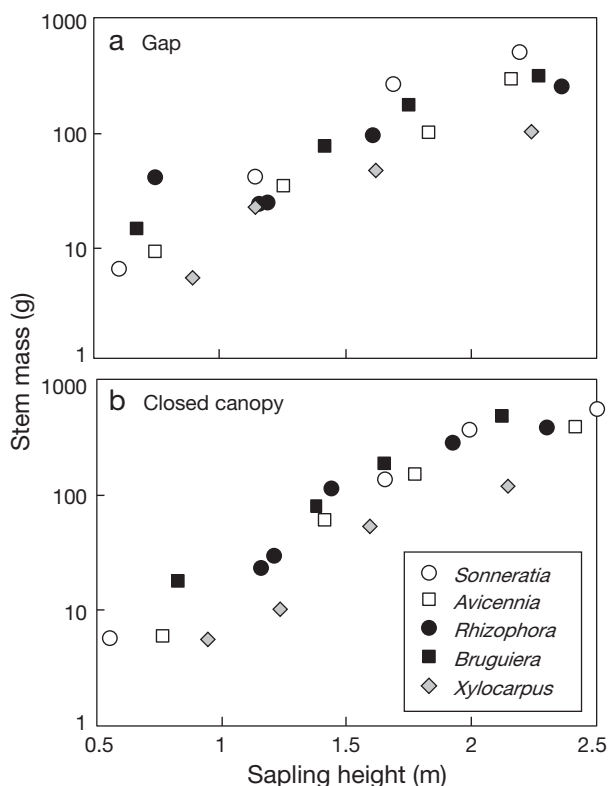 a Gap
1000
100
10
1
Stem mass (g)
b Closed canopy
1000
100
10
1
Sonneratia
Avicennia
Rhizophora
Bruguiera
Xylocarpus
0.5 1 1.5 2 2.5
Sapling height (m)